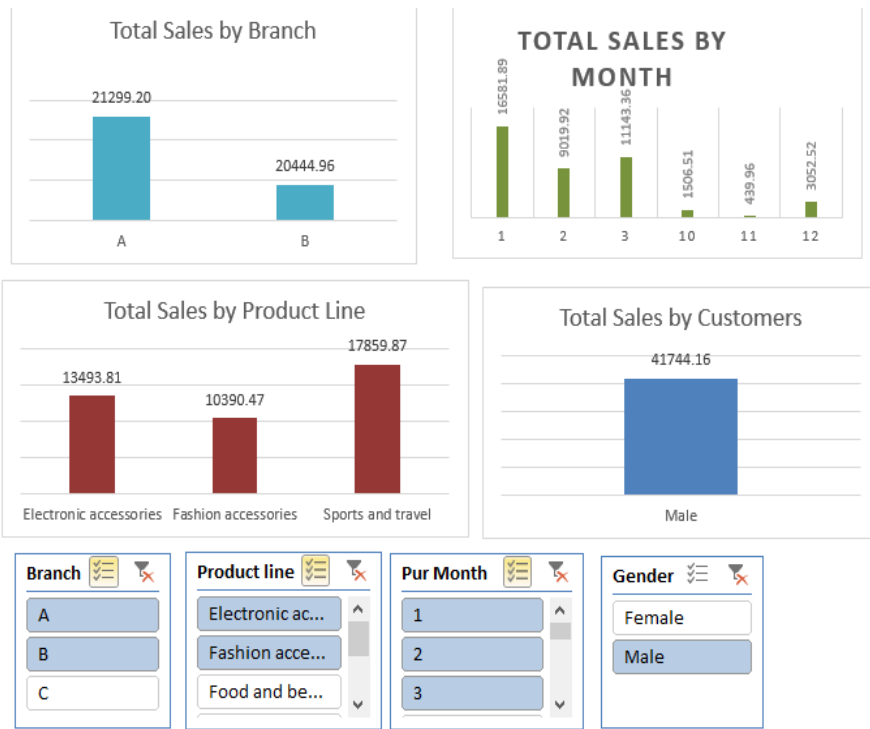 Total Sales by Branch
21299.20
20444.96
A
B
TOTAL SALES BY
MONTH
16581.89
9019.92
11143.36
1506.51
439.96
3052.52
1
2
3
10
11
12
Total Sales by Product Line
13493.81
10390.47
17859.87
Electronic accessories
Fashion accessories
Sports and travel
Total Sales by Customers
41744.16
Male
Branch
A
B
C
Product line
Electronic ac...
Fashion acce...
Food and be...
Pur Month
1
2
3
Gender
Female
Male